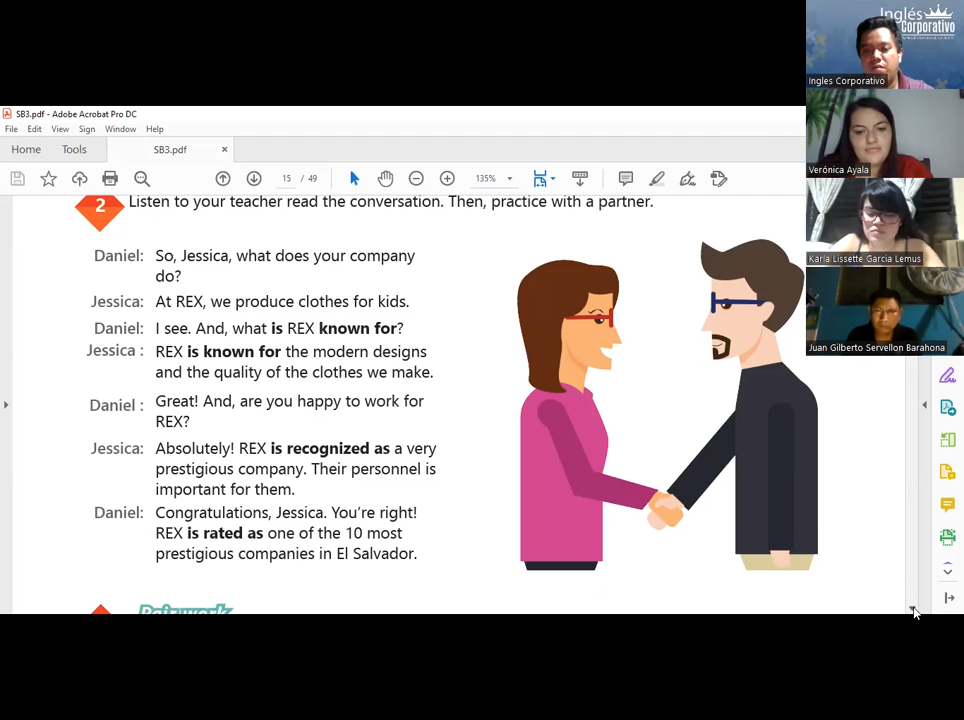 Inglés
Corporativo
Ingles Corporativo
Verónica Ayala
Karla Lissette Garcia Lemus
Juan Gilberto Servellon Barahona
SB3.pdf - Adobe Acrobat Pro DC
File Edit View Sign Window Help
Home Tools SB3.pdf ×
15 / 49 135%
2 Listen to your teacher read the conversation. Then, practice with a partner.
Daniel: So, Jessica, what does your company
do?
Jessica: At REX, we produce clothes for kids.
Daniel: I see. And, what is REX known for?
Jessica : REX is known for the modern designs
and the quality of the clothes we make.
Daniel : Great! And, are you happy to work for
REX?
Jessica: Absolutely! REX is recognized as a very
prestigious company. Their personnel is
important for them.
Daniel: Congratulations, Jessica. You're right!
REX is rated as one of the 10 most
prestigious companies in El Salvador.
Pair work